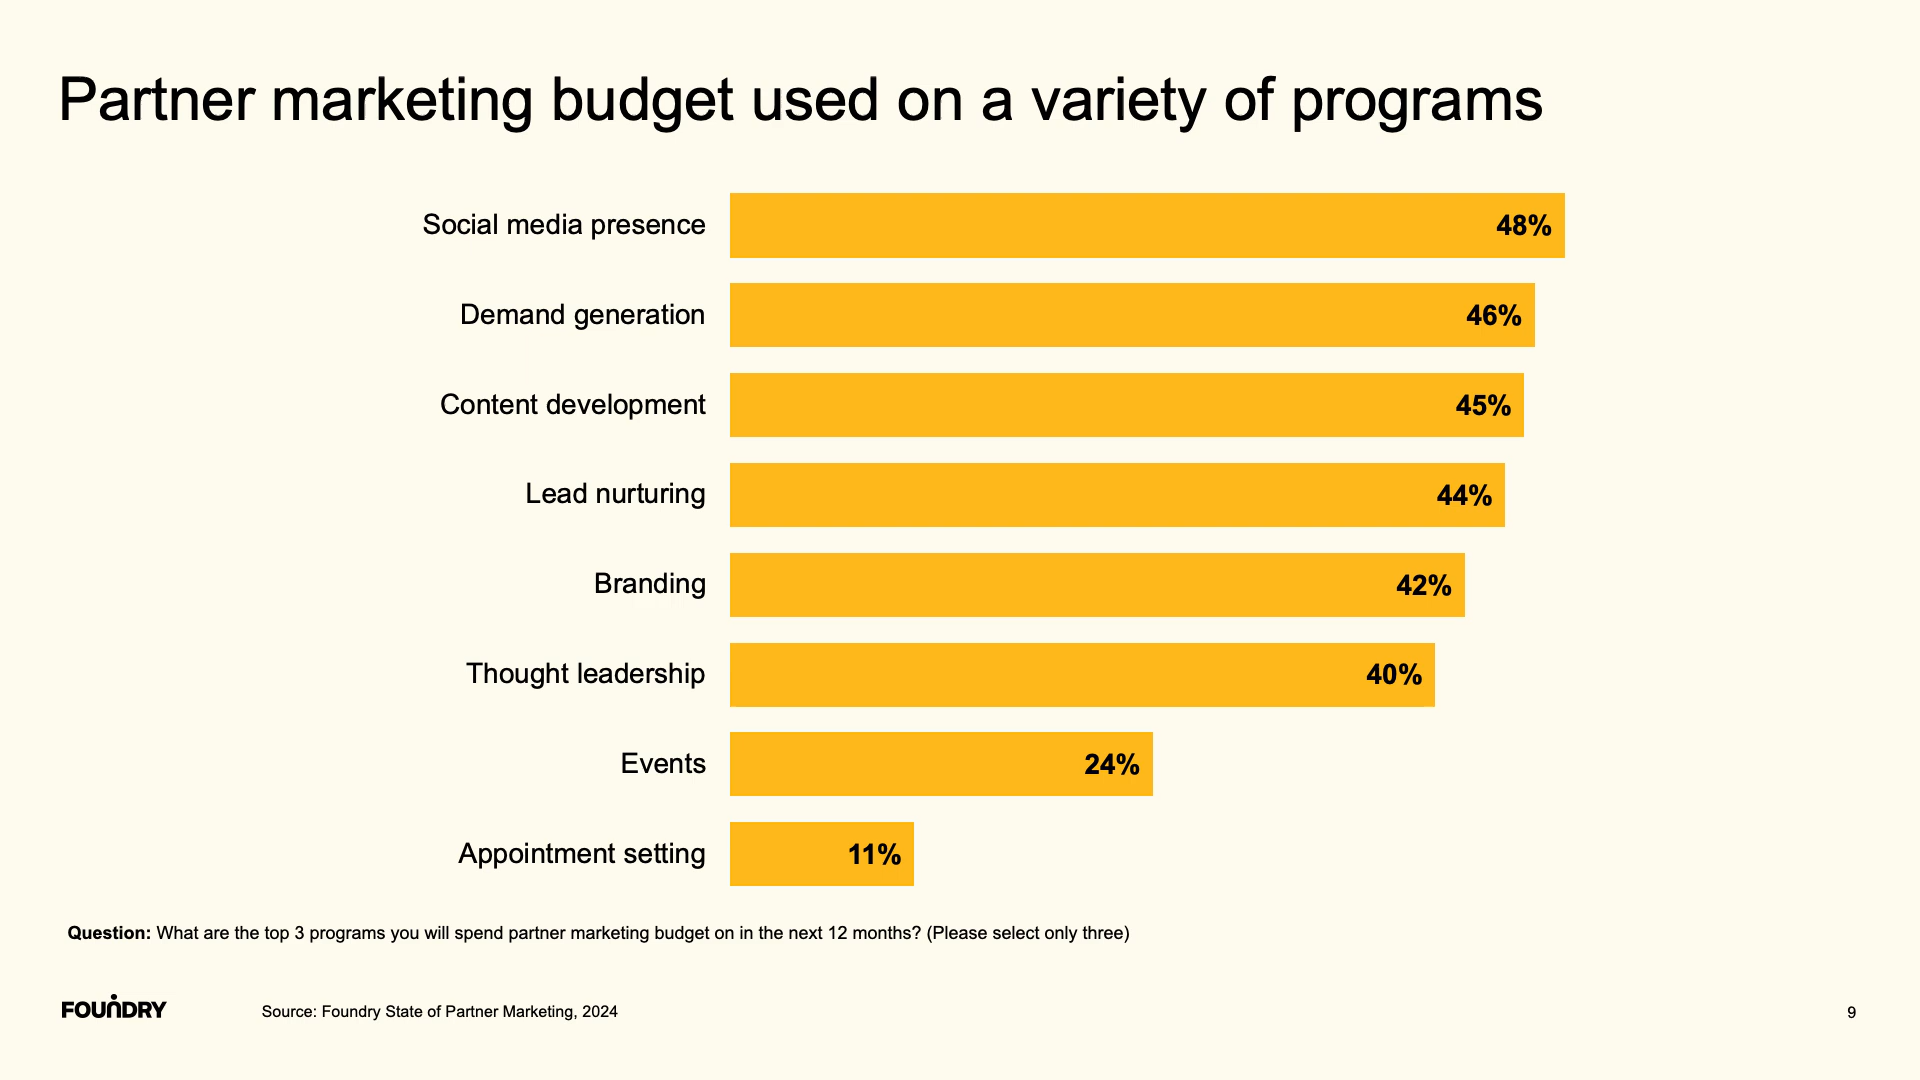 Partner marketing budget used on a variety of programs
Social media presence 48%
Demand generation 46%
Content development 45%
Lead nurturing 44%
Branding 42%
Thought leadership 40%
Events 24%
Appointment setting 11%
Question: What are the top 3 programs you will spend partner marketing budget on in the next 12 months? (Please select only three)
FOUNDRY Source: Foundry State of Partner Marketing, 2024 9